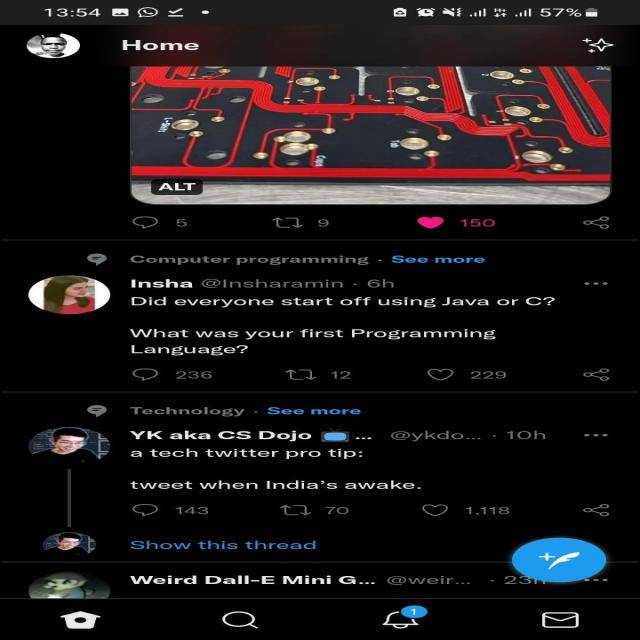 13:54 57%
Home
ALT
5 9 150
Computer programming · See more
Insha @Insharamin · 6h
Did everyone start off using Java or C?
What was your first Programming
Language?
236 12 229
Technology · See more
YK aka CS Dojo ... @ykdo... · 10h
a tech twitter pro tip:
tweet when India's awake.
143 70 1,118
Show this thread
Weird Dall-E Mini G... @weir... · 23h
1